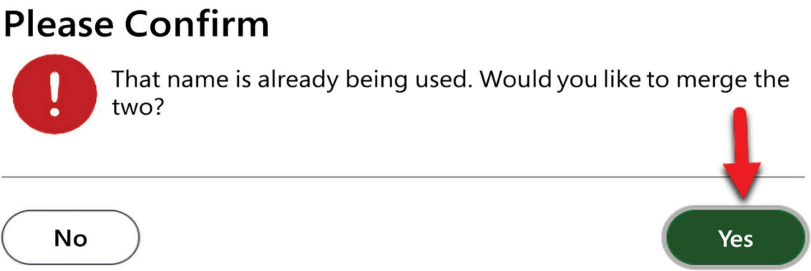 Please Confirm
That name is already being used. Would you like to merge the
two?
No
Yes